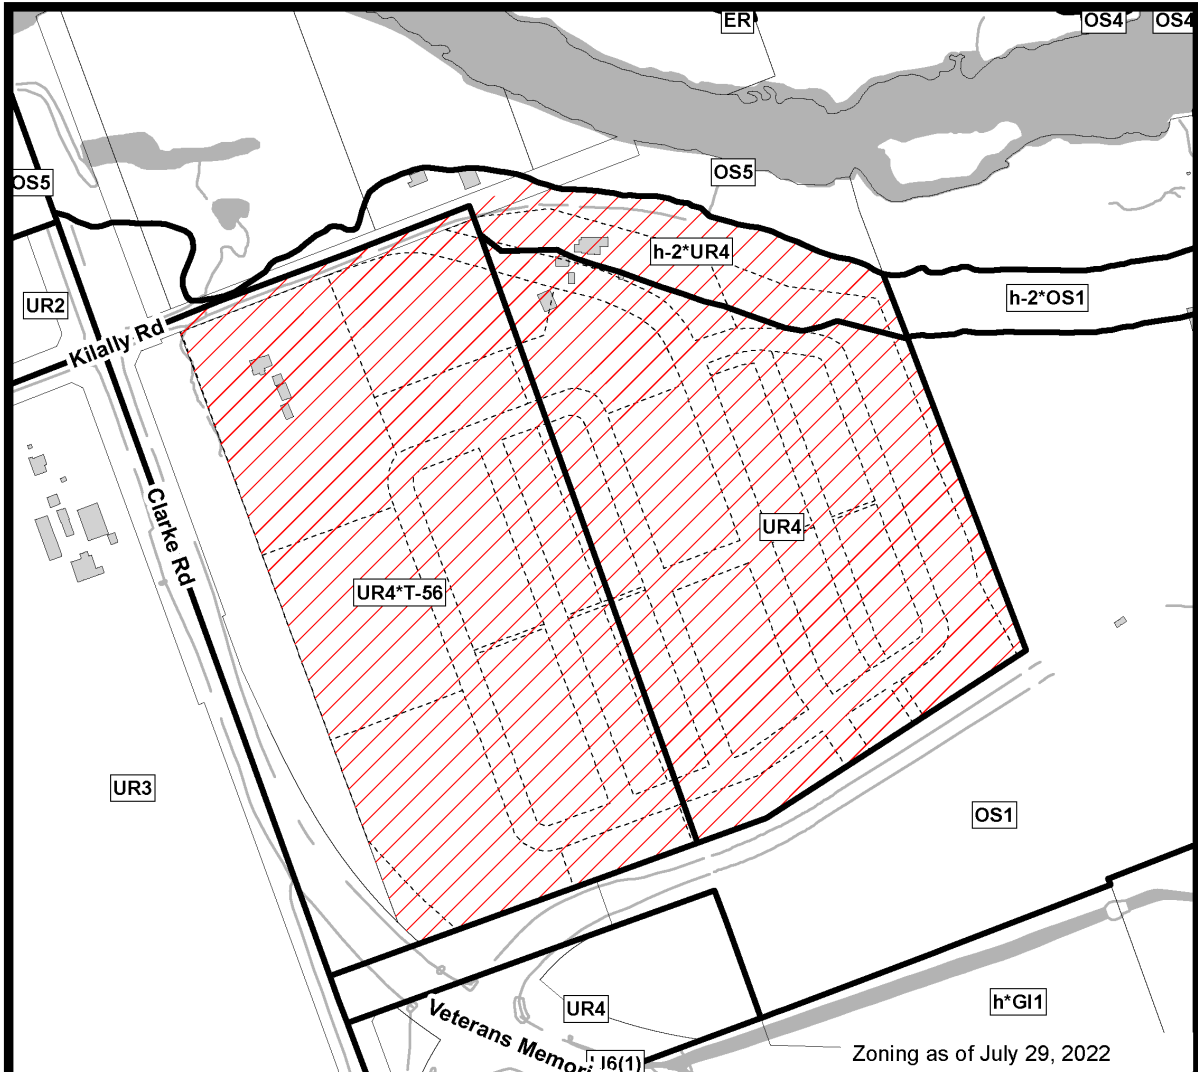 ER
OS4
OS4
OS5
OS5
h-2*UR4
h-2*OS1
UR2
Kilally Rd
Clarke Rd
UR4
UR4*T-56
UR3
OS1
h*GI1
UR4
Veterans Memori
Zoning as of July 29, 2022